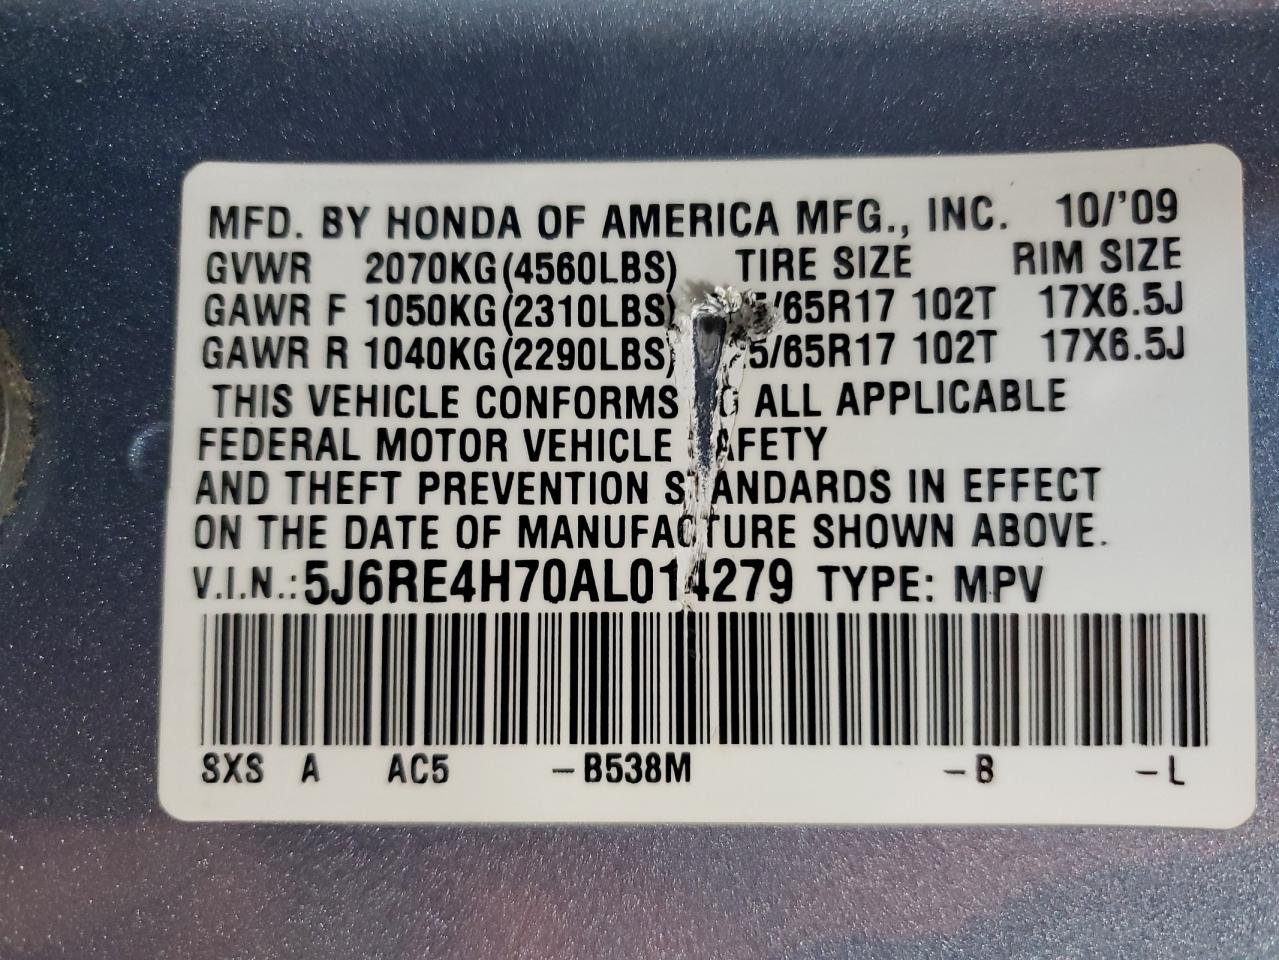 MFD. BY HONDA OF AMERICA MFG., INC. 10/'09
GVWR 2070KG(4560LBS) TIRE SIZE RIM SIZE
GAWR F 1050KG(2310LBS) 5/65R17 102T 17X6.5J
GAWR R 1040KG(2290LBS) 5/65R17 102T 17X6.5J
THIS VEHICLE CONFORMS ALL APPLICABLE
FEDERAL MOTOR VEHICLE SAFETY
AND THEFT PREVENTION STANDARDS IN EFFECT
ON THE DATE OF MANUFACTURE SHOWN ABOVE.
V.I.N.:5J6RE4H70AL014279 TYPE: MPV
SXS A AC5 -B538M -B -L